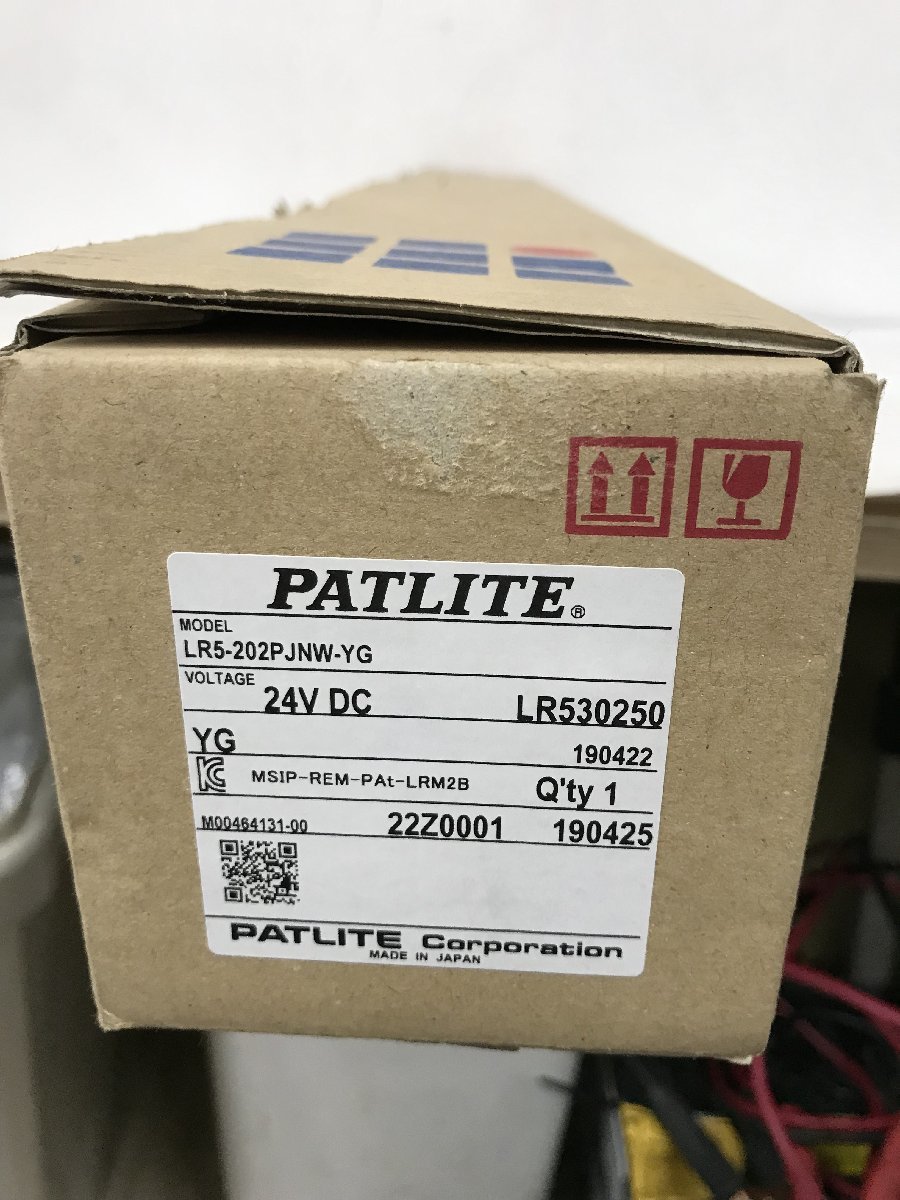 PATLITE®
MODEL
LR5-202PJNW-YG
VOLTAGE
24V DC LR530250
YG 190422
MSIP-REM-PAt-LRM2B Q'ty 1
M00464131-00 22Z0001 190425
PATLITE Corporation
MADE IN JAPAN